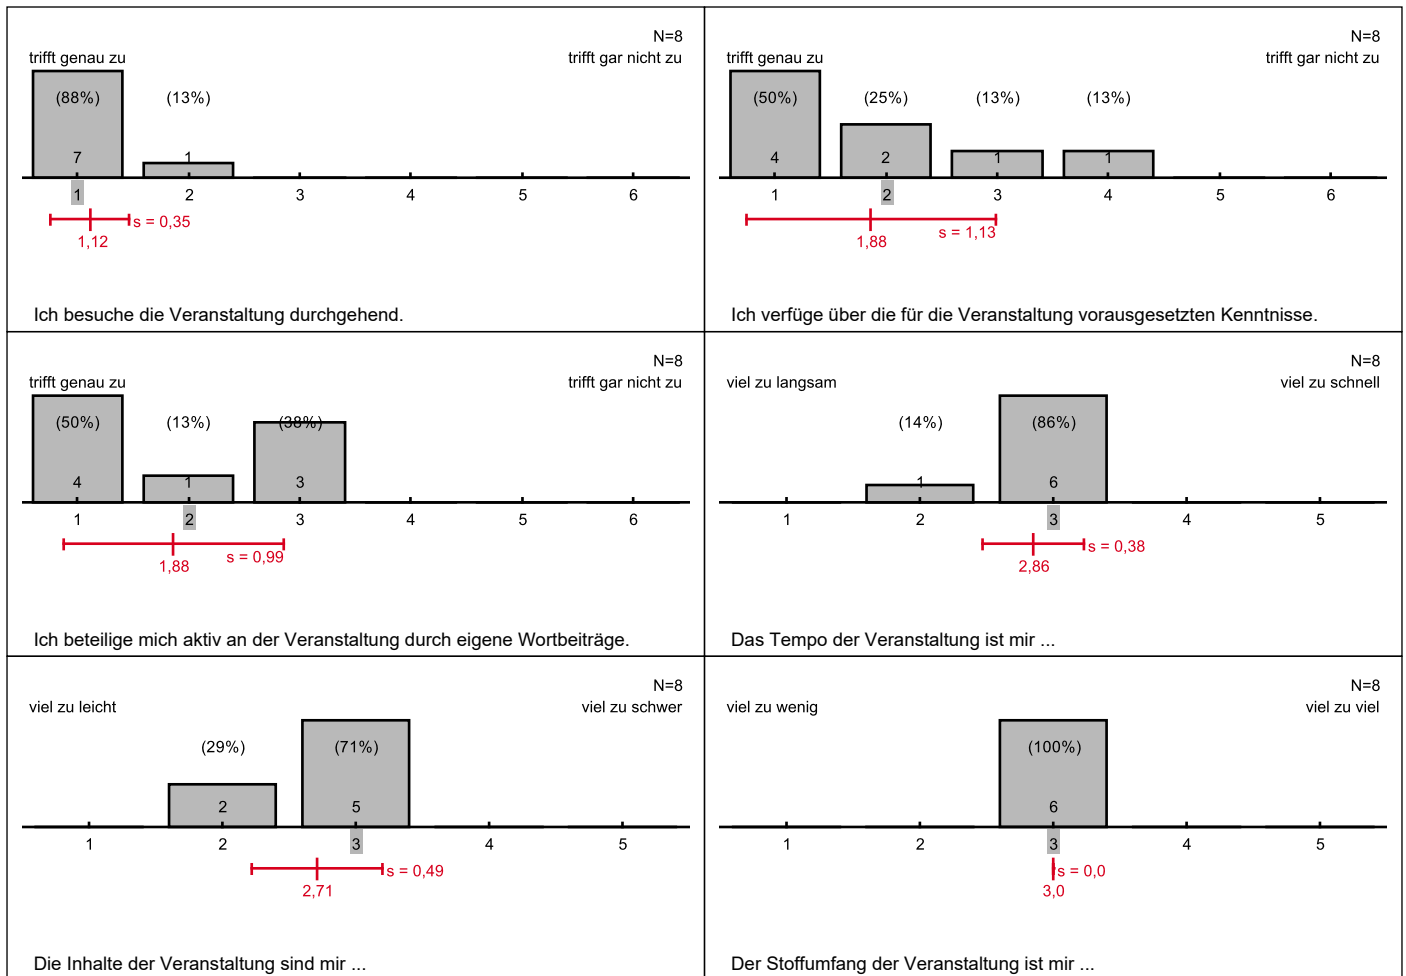 N=8
trifft genau zu trifft gar nicht zu
(88%) (13%)
7 1
1 2 3 4 5 6
s = 0,35
1,12
Ich besuche die Veranstaltung durchgehend.
N=8
trifft genau zu trifft gar nicht zu
(50%) (25%) (13%) (13%)
4 2 1 1
1 2 3 4 5 6
s = 1,13
1,88
Ich verfüge über die für die Veranstaltung vorausgesetzten Kenntnisse.
N=8
trifft genau zu trifft gar nicht zu
(50%) (13%) (38%)
4 1 3
1 2 3 4 5 6
s = 0,99
1,88
Ich beteilige mich aktiv an der Veranstaltung durch eigene Wortbeiträge.
N=8
viel zu langsam viel zu schnell
(14%) (86%)
1 6
1 2 3 4 5
s = 0,38
2,86
Das Tempo der Veranstaltung ist mir ...
N=8
viel zu leicht viel zu schwer
(29%) (71%)
2 5
1 2 3 4 5
s = 0,49
2,71
Die Inhalte der Veranstaltung sind mir ...
N=8
viel zu wenig viel zu viel
(100%)
6
1 2 3 4 5
s = 0,0
3,0
Der Stoffumfang der Veranstaltung ist mir ...